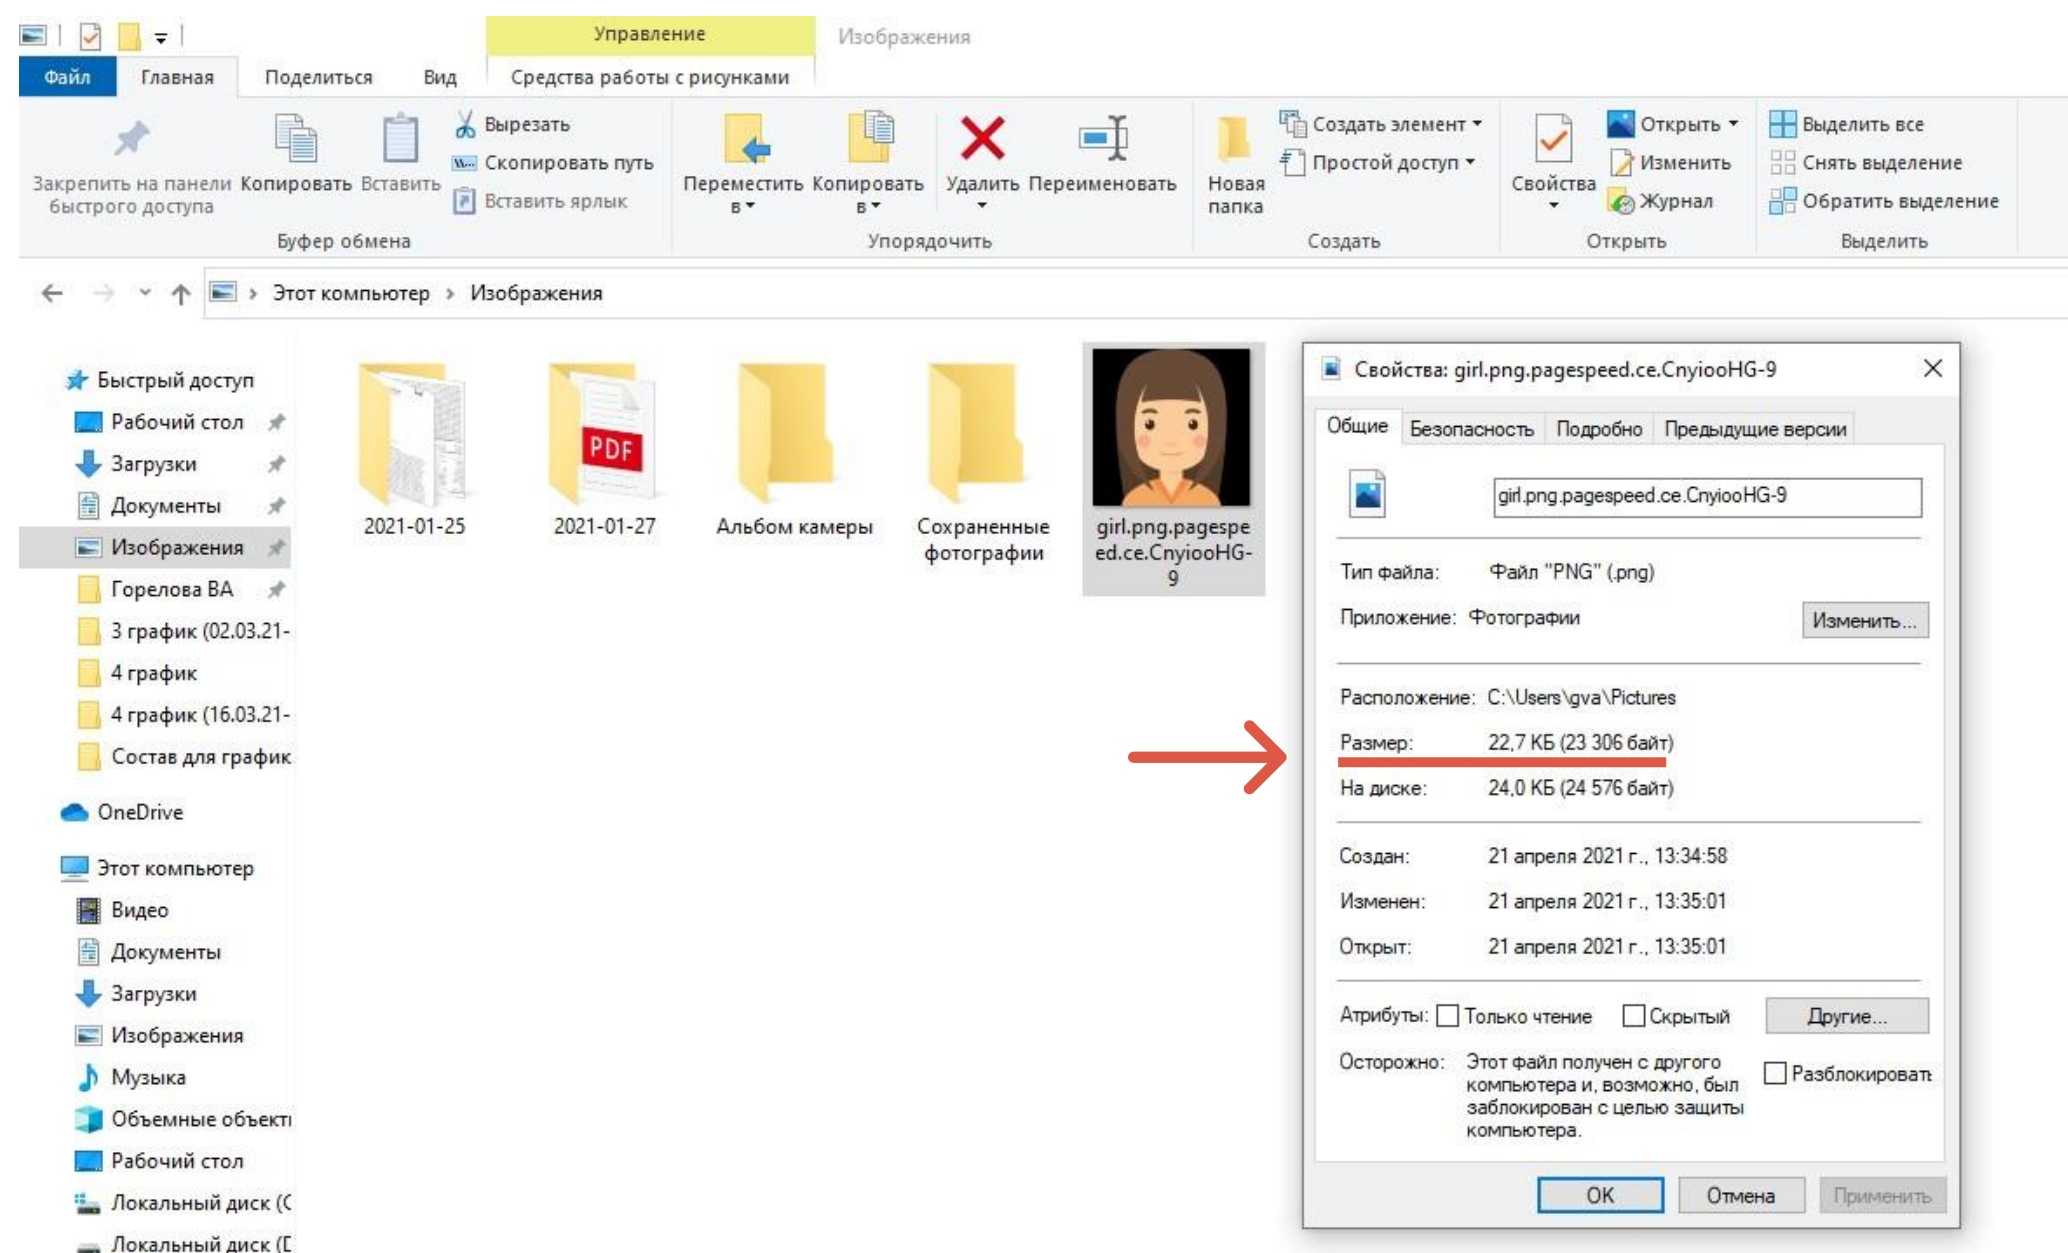 Управление
Изображения
Файл
Главная
Поделиться
Вид
Средства работы с рисунками
Закрепить на панели быстрого доступа
Копировать
Вставить
Вырезать
Скопировать путь
Вставить ярлык
Переместить в
Копировать в
Удалить
Переименовать
Новая папка
Создать элемент
Простой доступ
Свойства
Открыть
Изменить
Журнал
Выделить все
Снять выделение
Обратить выделение
Буфер обмена
Упорядочить
Создать
Открыть
Выделить
Этот компьютер > Изображения
Быстрый доступ
Рабочий стол
Загрузки
Документы
Изображения
Горелова ВА
3 график (02.03.21-
4 график
4 график (16.03.21-
Состав для график
OneDrive
Этот компьютер
Видео
Документы
Загрузки
Изображения
Музыка
Объемные объекты
Рабочий стол
Локальный диск (C
Локальный диск (D
PDF
2021-01-25
2021-01-27
Альбом камеры
Сохраненные
фотографии
girl.png.pagespe
ed.ce.CnyiooHG-
9
Свойства: girl.png.pagespeed.ce.CnyiooHG-9
Общие
Безопасность
Подробно
Предыдущие версии
girl.png.pagespeed.ce.CnyiooHG-9
Тип файла: Файл "PNG" (.png)
Приложение: Фотографии
Изменить...
Расположение: C:\Users\gva\Pictures
Размер: 22,7 КБ (23 306 байт)
На диске: 24,0 КБ (24 576 байт)
Создан: 21 апреля 2021 г., 13:34:58
Изменен: 21 апреля 2021 г., 13:35:01
Открыт: 21 апреля 2021 г., 13:35:01
Атрибуты: Только чтение Скрытый Другие...
Осторожно: Этот файл получен с другого
компьютера и, возможно, был
заблокирован с целью защиты
компьютера.
Разблокировать
OK
Отмена
Применить